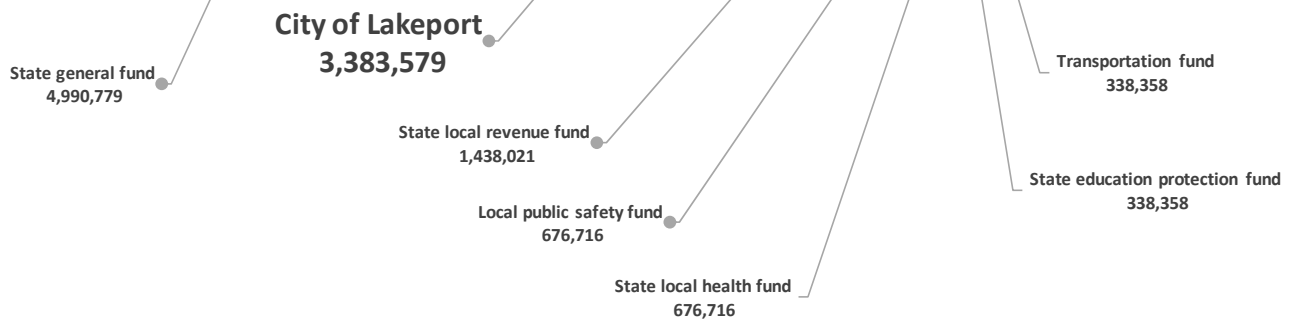 City of Lakeport
3,383,579
State general fund
4,990,779
Transportation fund
338,358
State local revenue fund
1,438,021
State education protection fund
338,358
Local public safety fund
676,716
State local health fund
676,716